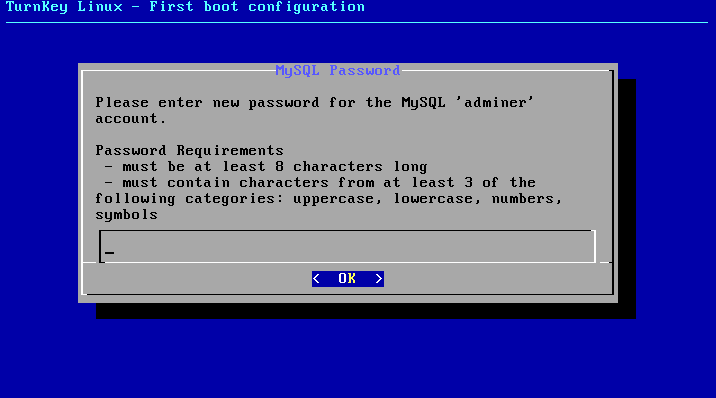 TurnKey Linux - First boot configuration
MySQL Password
Please enter new password for the MySQL 'adminer'
account.
Password Requirements
- must be at least 8 characters long
- must contain characters from at least 3 of the
following categories: uppercase, lowercase, numbers,
symbols
< OK >